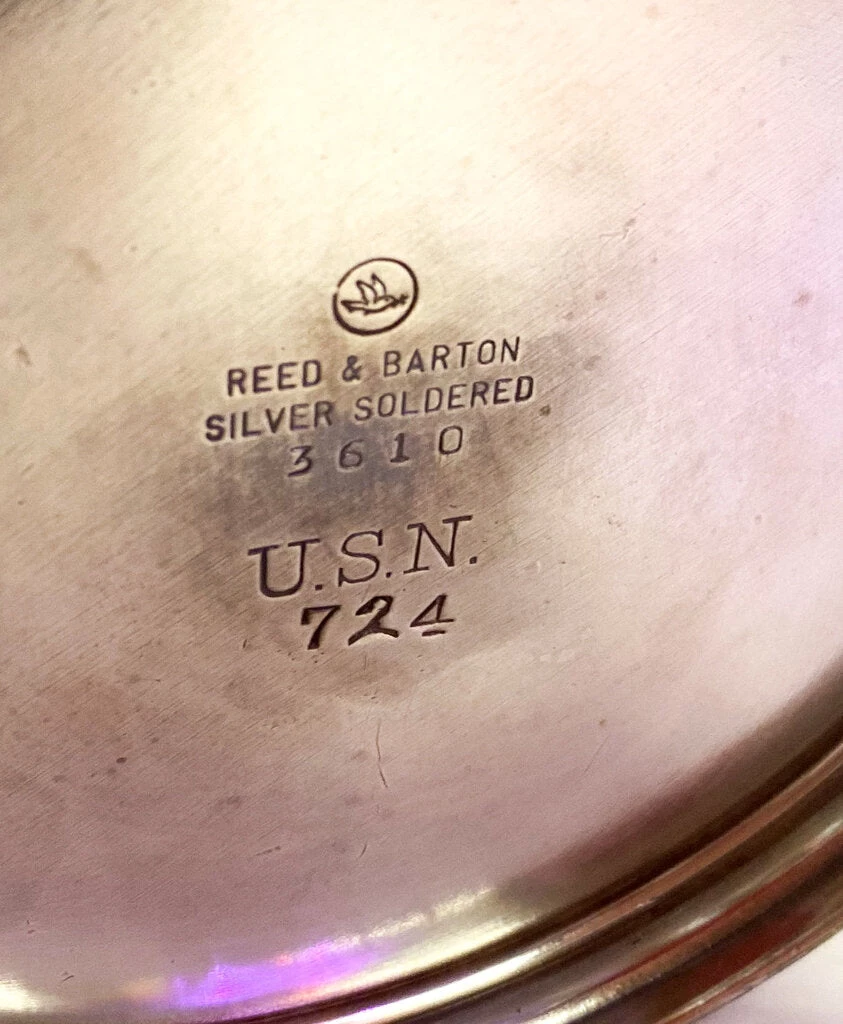 REED & BARTON
SILVER SOLDERED
3610
U.S.N.
724